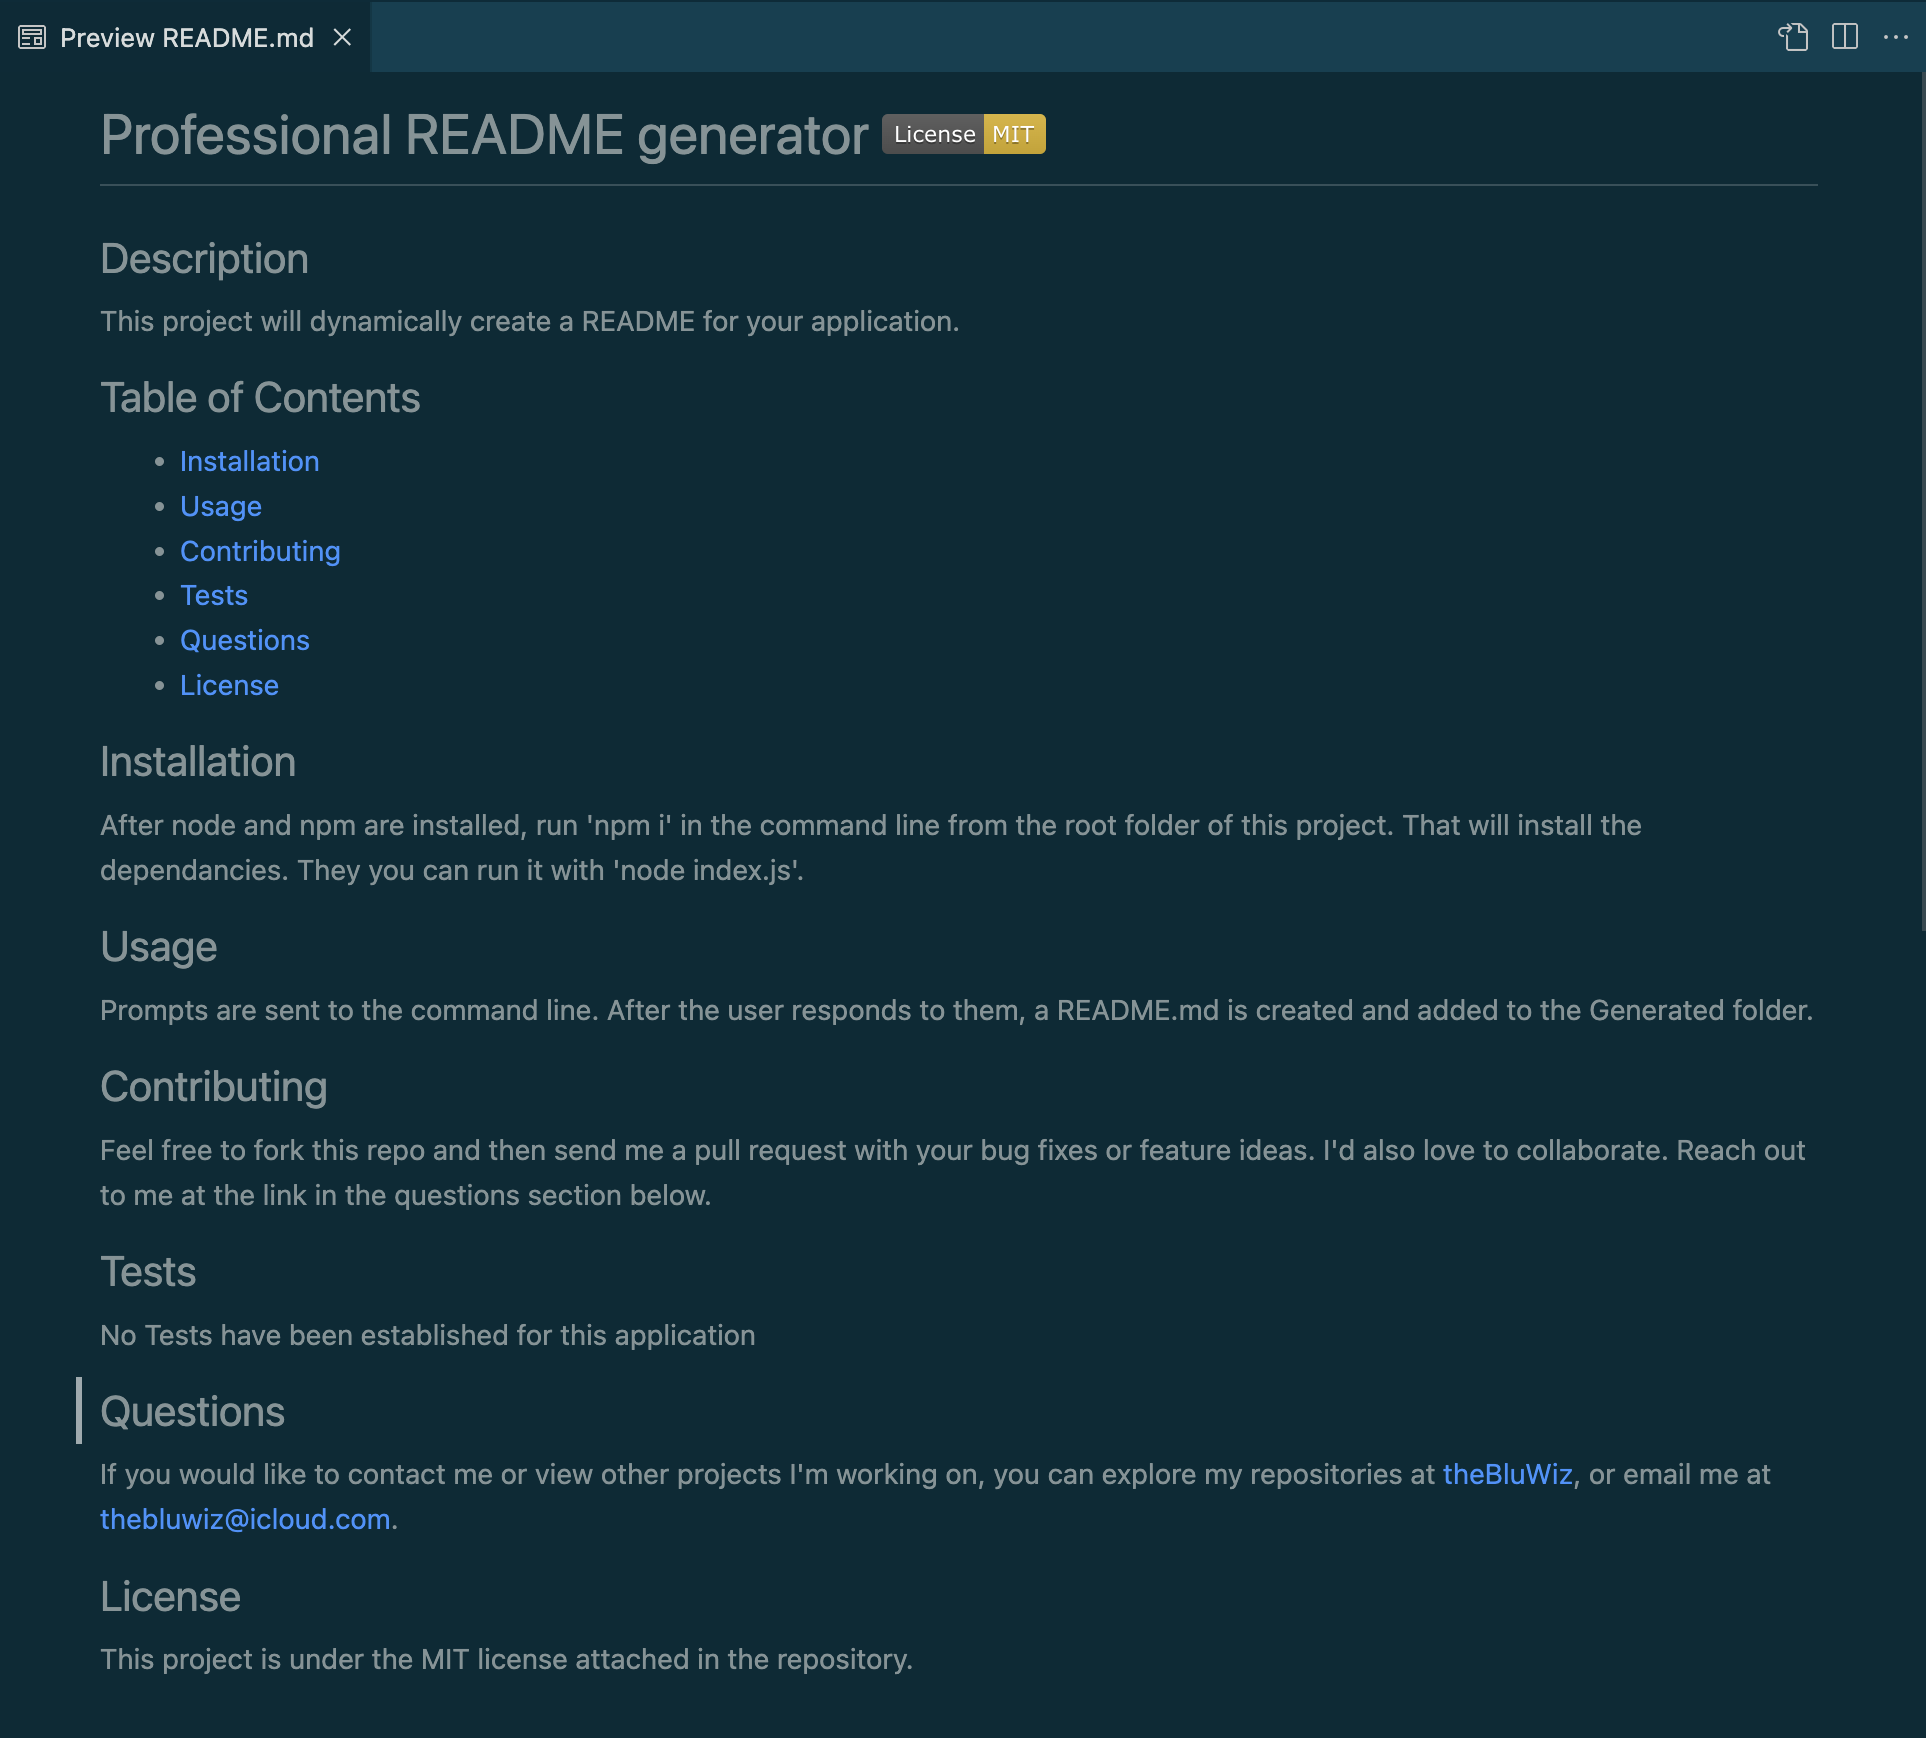 Preview README.md
Professional README generator License MIT
Description
This project will dynamically create a README for your application.
Table of Contents
• Installation
• Usage
• Contributing
• Tests
• Questions
• License
Installation
After node and npm are installed, run 'npm i' in the command line from the root folder of this project. That will install the
dependancies. They you can run it with 'node index.js'.
Usage
Prompts are sent to the command line. After the user responds to them, a README.md is created and added to the Generated folder.
Contributing
Feel free to fork this repo and then send me a pull request with your bug fixes or feature ideas. I'd also love to collaborate. Reach out
to me at the link in the questions section below.
Tests
No Tests have been established for this application
Questions
If you would like to contact me or view other projects I'm working on, you can explore my repositories at theBluWiz, or email me at
thebluwiz@icloud.com.
License
This project is under the MIT license attached in the repository.